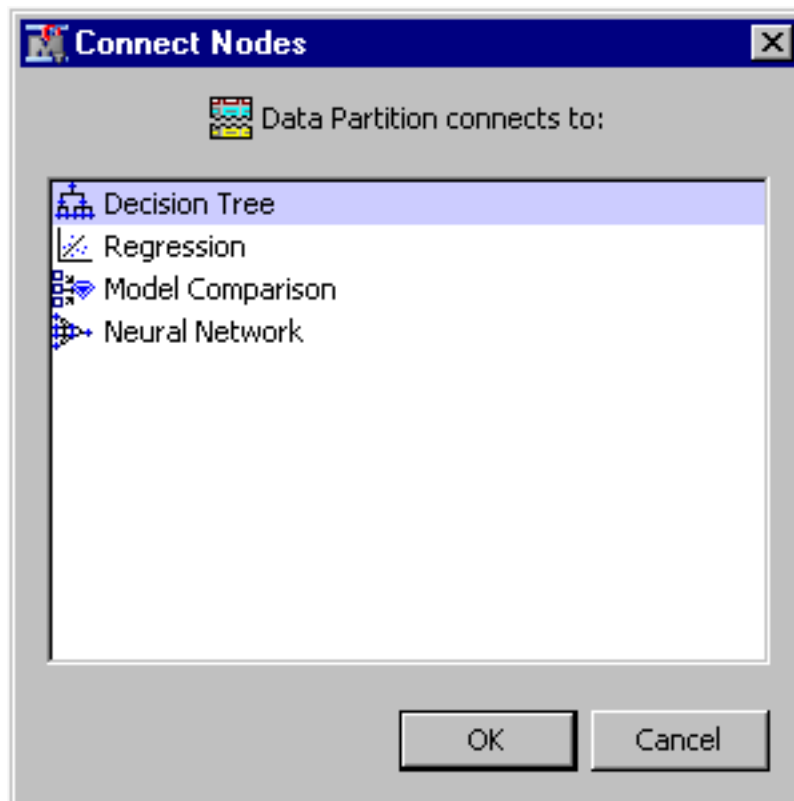 Connect Nodes
Data Partition connects to:
Decision Tree
Regression
Model Comparison
Neural Network
OK
Cancel